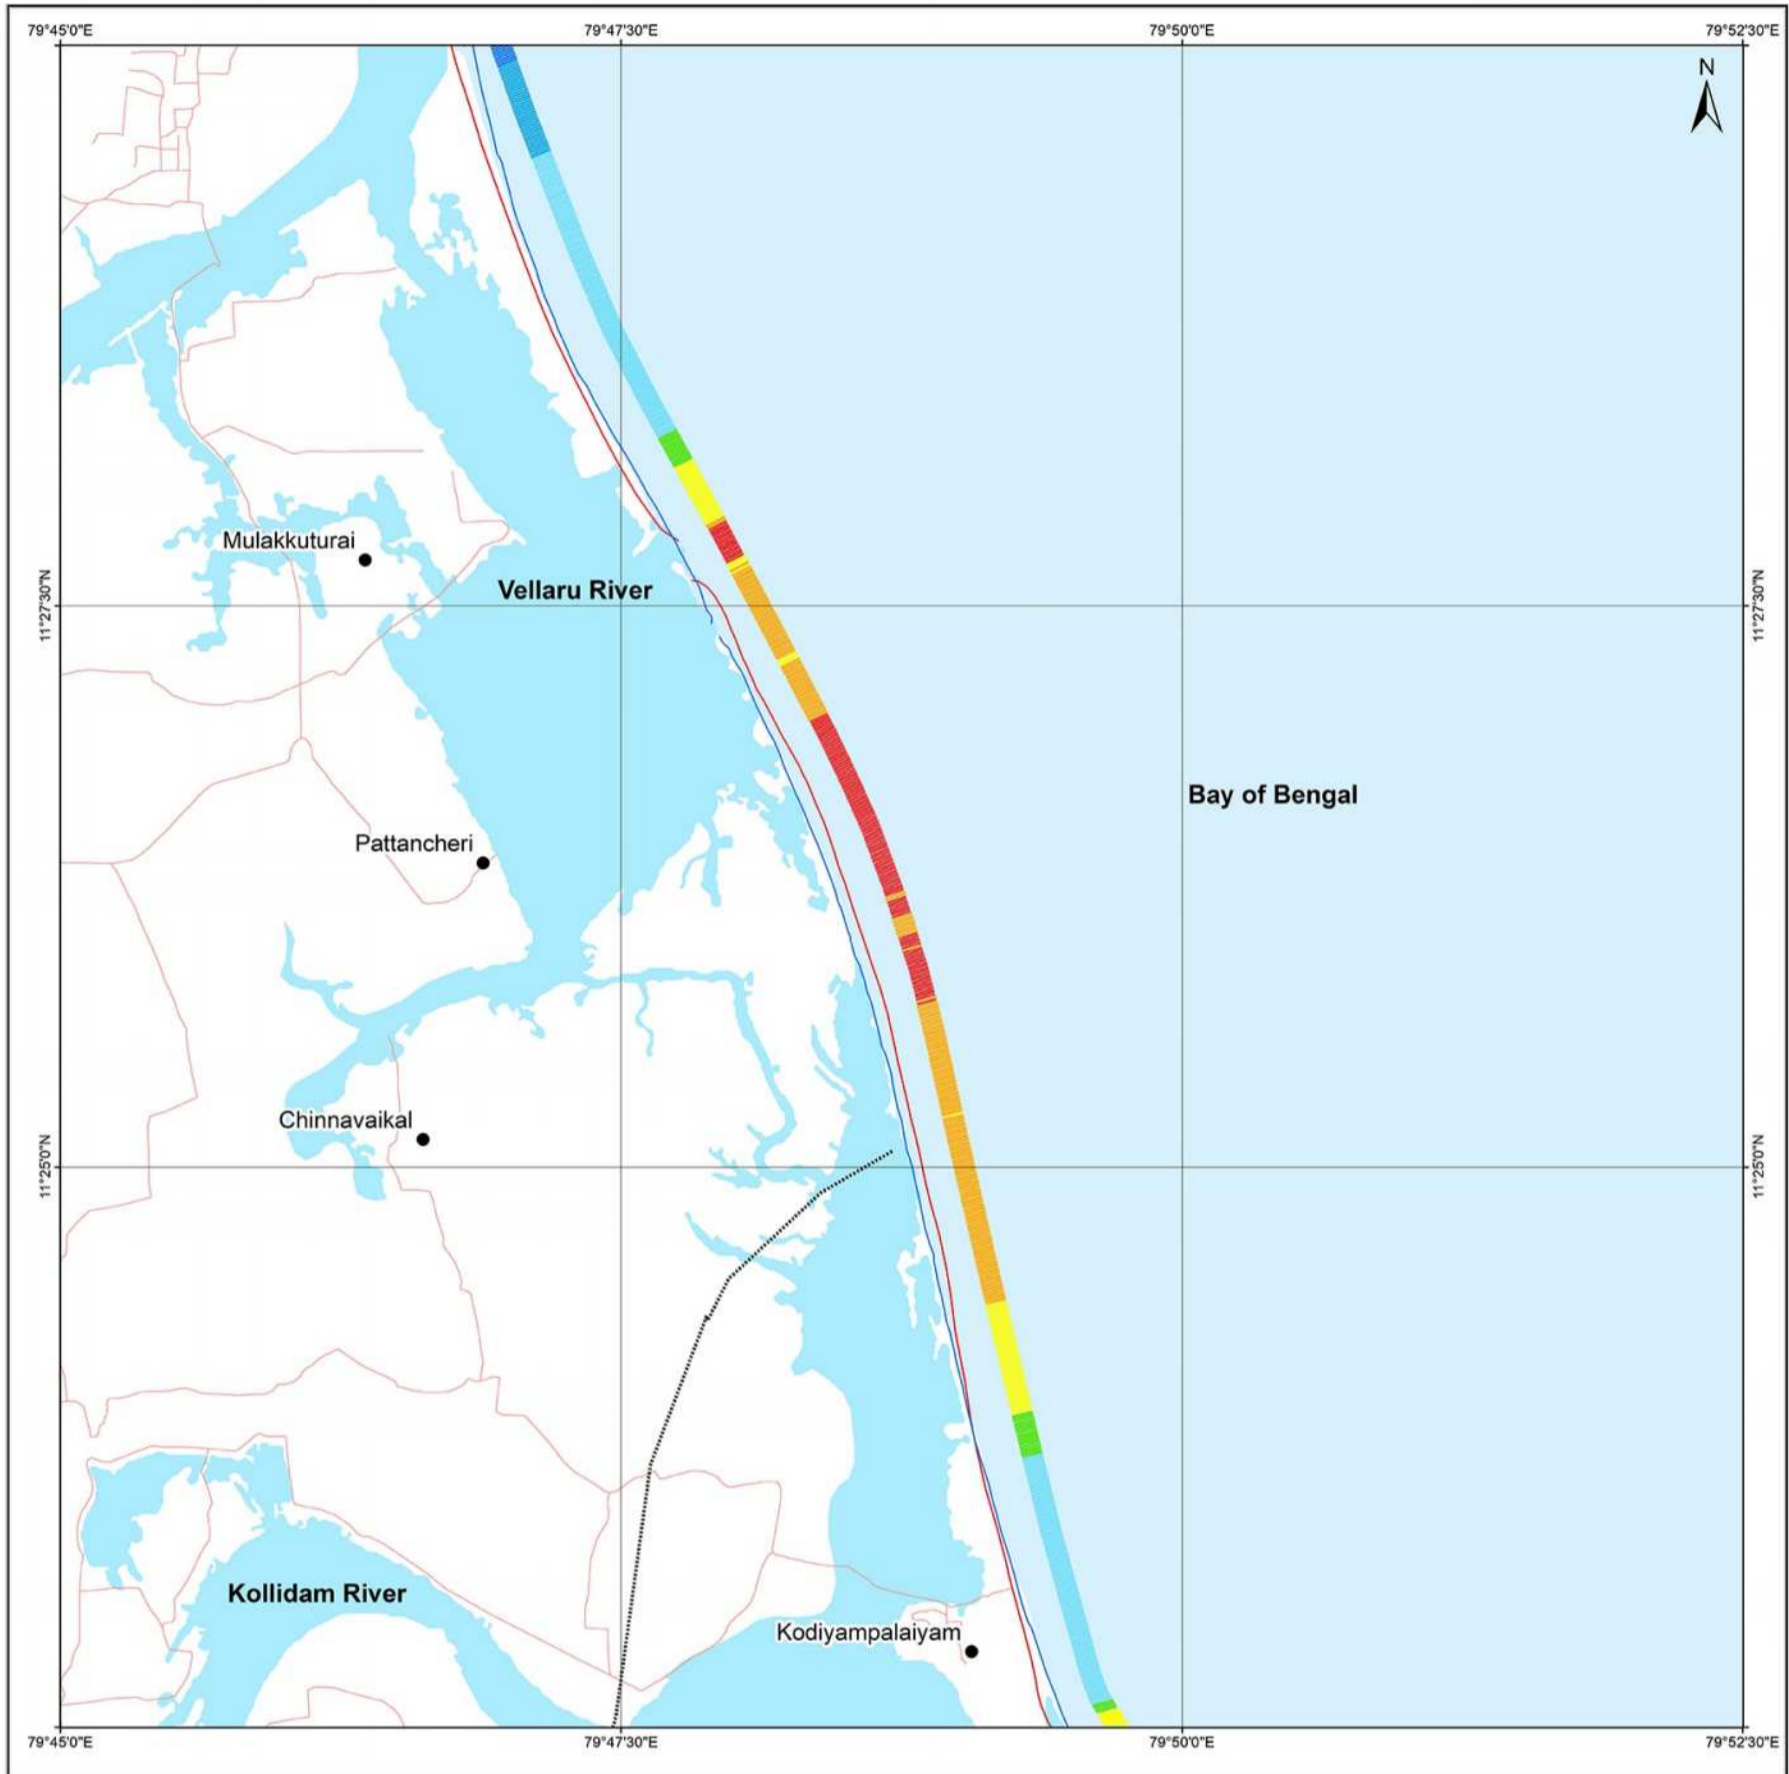 79°45'0"E
79°47'30"E
79°50'0"E
79°52'30"E
N
Mulakkuturai
Vellaru River
11°27'30"N
11°27'30"N
Bay of Bengal
Pattancheri
Chinnavaikal
11°25'0"N
11°25'0"N
Kollidam River
Kodiyampalaiyam
79°45'0"E
79°47'30"E
79°50'0"E
79°52'30"E